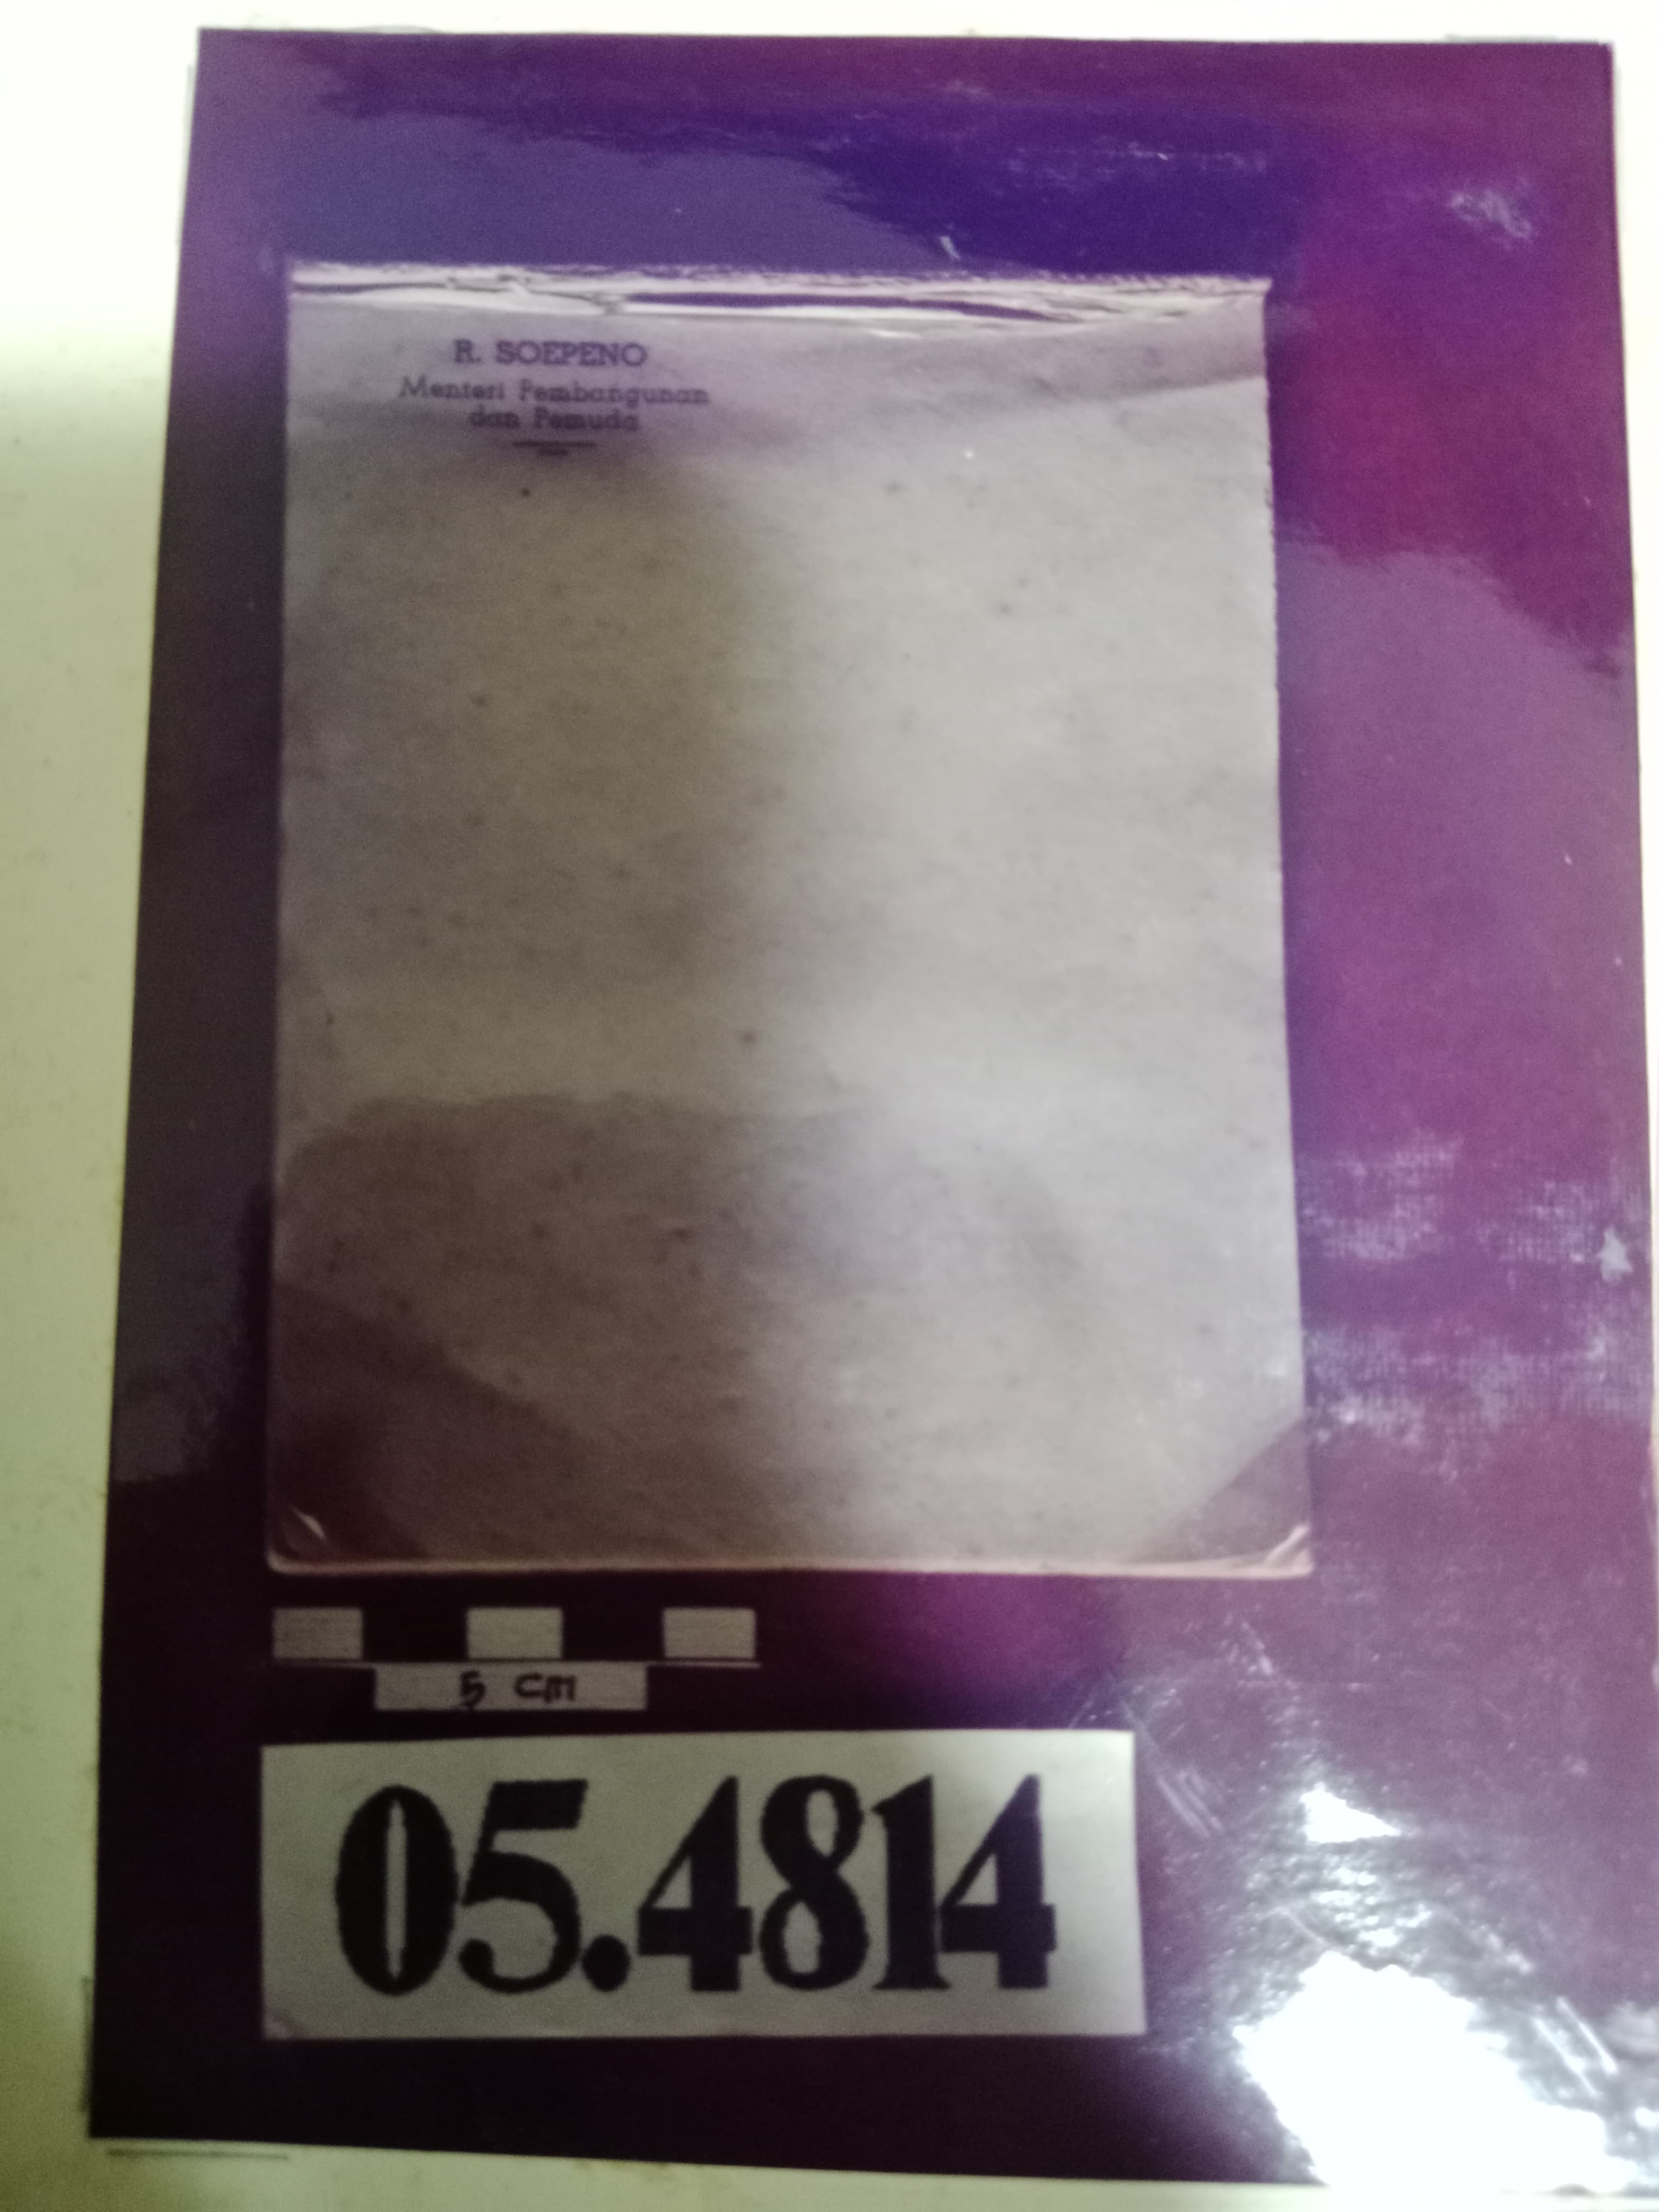 R. SOEPENO
Menteri Pembangunan
dan Pemuda
5 cm
05.4814